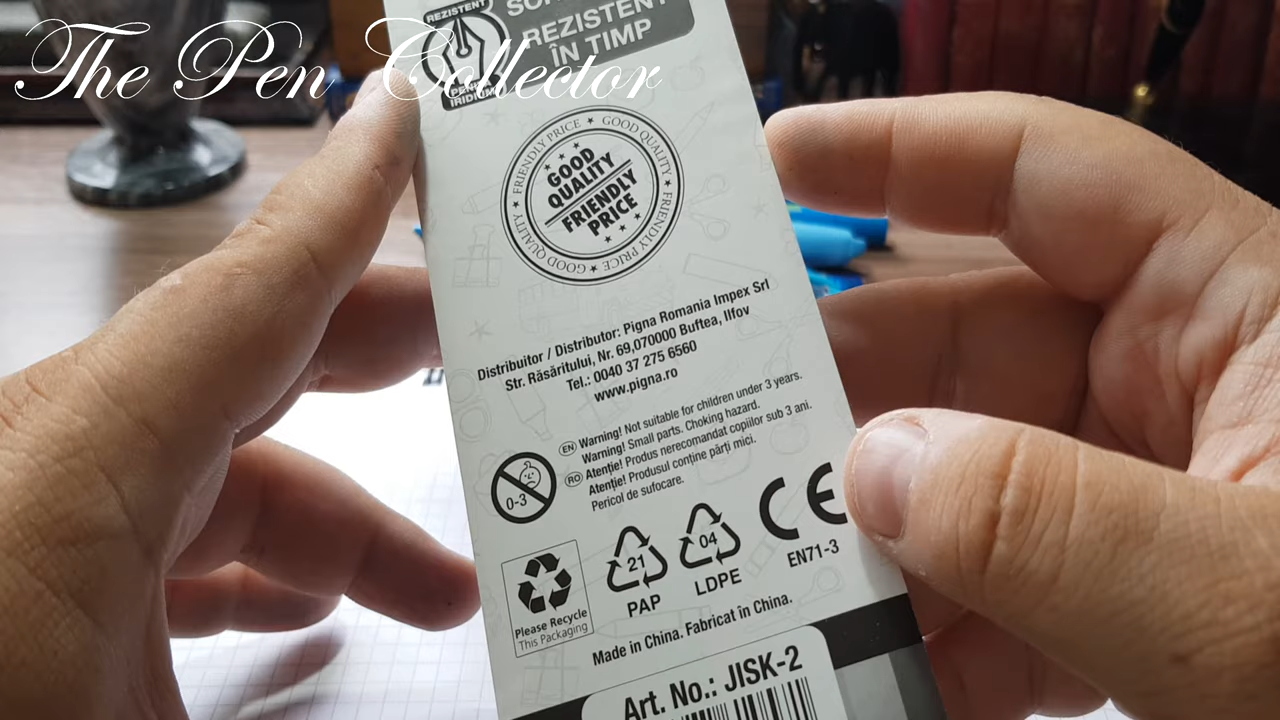 The Pen Collector
REZISTENT
REZISTENT
ÎN TIMP
IRIDIUM
GOOD QUALITY ★ FRIENDLY PRICE ★ GOOD QUALITY ★ FRIENDLY PRICE ★
GOOD
QUALITY
FRIENDLY
PRICE
Distribuitor / Distributor: Pigna Romania Impex Srl
Str. Răsăritului, Nr. 69,070000 Buftea, Ilfov
Tel.: 0040 37 275 6560
www.pigna.ro
EN Warning! Not suitable for children under 3 years.
Warning! Small parts. Choking hazard.
RO Atenție! Produs nerecomandat copiilor sub 3 ani.
Atenție! Produsul conține părți mici.
Pericol de sufocare.
0-3
CE
EN71-3
21
PAP
04
LDPE
Please Recycle
This Packaging
Made in China. Fabricat în China.
Art. No.: JISK-2